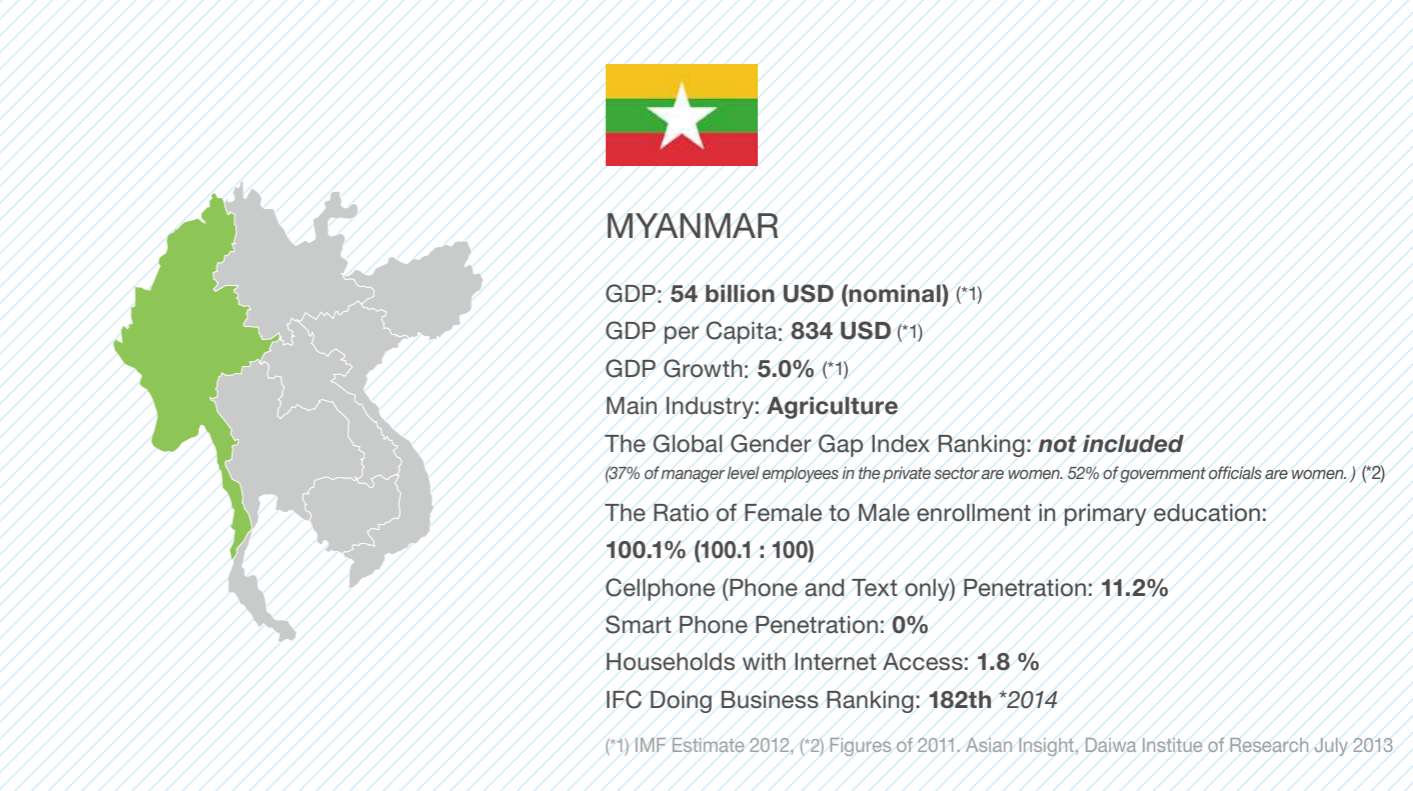 MYANMAR
GDP: 54 billion USD (nominal) (*1)
GDP per Capita: 834 USD (*1)
GDP Growth: 5.0% (*1)
Main Industry: Agriculture
The Global Gender Gap Index Ranking: not included
(37% of manager level employees in the private sector are women. 52% of government officials are women. ) (*2)
The Ratio of Female to Male enrollment in primary education:
100.1% (100.1 : 100)
Cellphone (Phone and Text only) Penetration: 11.2%
Smart Phone Penetration: 0%
Households with Internet Access: 1.8 %
IFC Doing Business Ranking: 182th *2014
(*1) IMF Estimate 2012, (*2) Figures of 2011. Asian Insight, Daiwa Institue of Research July 2013